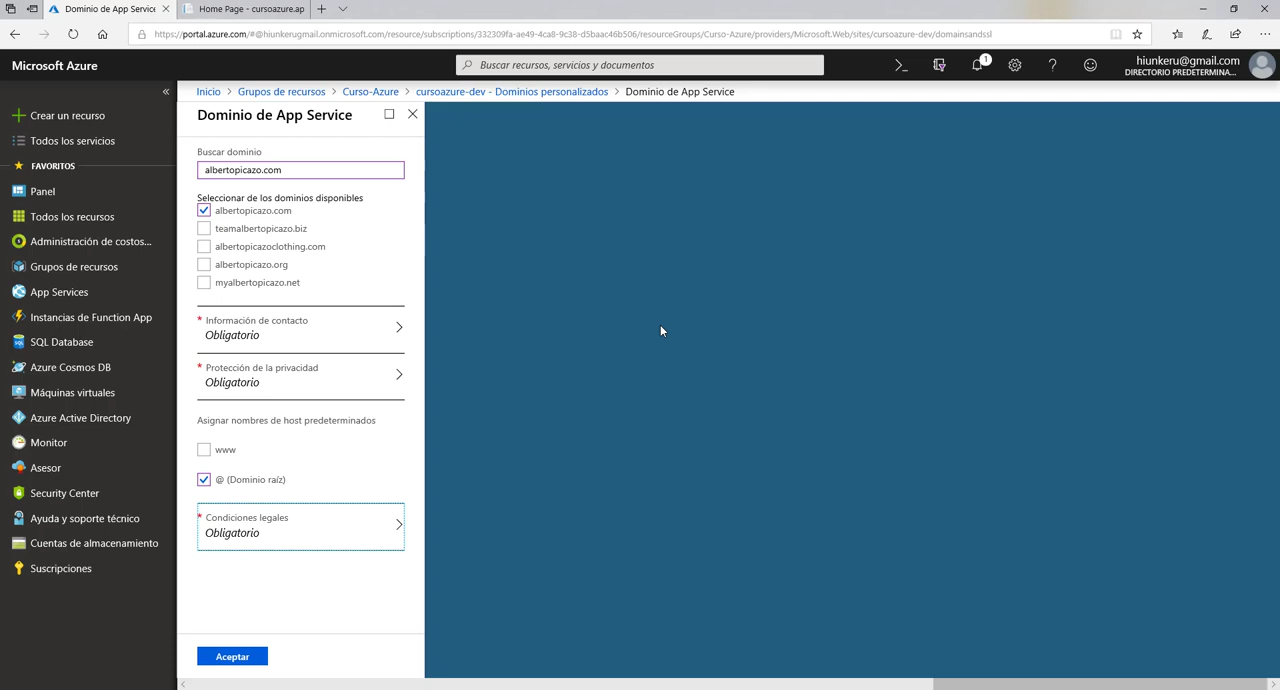 Dominio de App Service
Home Page - cursoazure.ap
https://portal.azure.com/#@hiunkerugmail.onmicrosoft.com/resource/subscriptions/332309fa-ae49-4ca8-9c38-d5baac46b506/resourceGroups/Curso-Azure/providers/Microsoft.Web/sites/cursoazure-dev/domainsandssl
Microsoft Azure
Buscar recursos, servicios y documentos
1
hiunkeru@gmail.com
DIRECTORIO PREDETERMINA...
Inicio > Grupos de recursos > Curso-Azure > cursoazure-dev - Dominios personalizados > Dominio de App Service
Crear un recurso
Todos los servicios
FAVORITOS
Panel
Todos los recursos
Administración de costos...
Grupos de recursos
App Services
Instancias de Function App
SQL Database
Azure Cosmos DB
Máquinas virtuales
Azure Active Directory
Monitor
Asesor
Security Center
Ayuda y soporte técnico
Cuentas de almacenamiento
Suscripciones
Dominio de App Service
Buscar dominio
albertopicazo.com
Seleccionar de los dominios disponibles
albertopicazo.com
teamalbertopicazo.biz
albertopicazoclothing.com
albertopicazo.org
myalbertopicazo.net
* Información de contacto
Obligatorio
* Protección de la privacidad
Obligatorio
Asignar nombres de host predeterminados
www
@ (Dominio raíz)
* Condiciones legales
Obligatorio
Aceptar